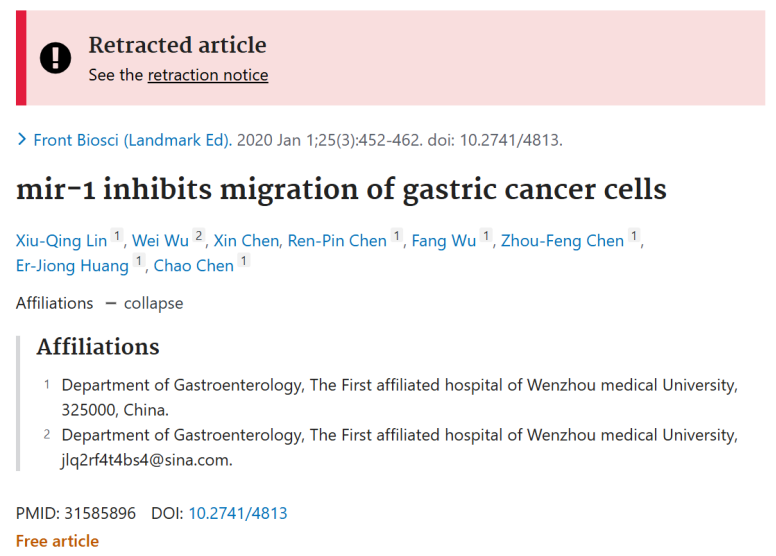 Retracted article
See the retraction notice
> Front Biosci (Landmark Ed). 2020 Jan 1;25(3):452-462. doi: 10.2741/4813.
mir-1 inhibits migration of gastric cancer cells
Xiu-Qing Lin 1, Wei Wu 2, Xin Chen, Ren-Pin Chen 1, Fang Wu 1, Zhou-Feng Chen 1,
Er-Jiong Huang 1, Chao Chen 1
Affiliations — collapse
Affiliations
1 Department of Gastroenterology, The First affiliated hospital of Wenzhou medical University,
325000, China.
2 Department of Gastroenterology, The First affiliated hospital of Wenzhou medical University,
jlq2rf4t4bs4@sina.com.
PMID: 31585896 DOI: 10.2741/4813
Free article